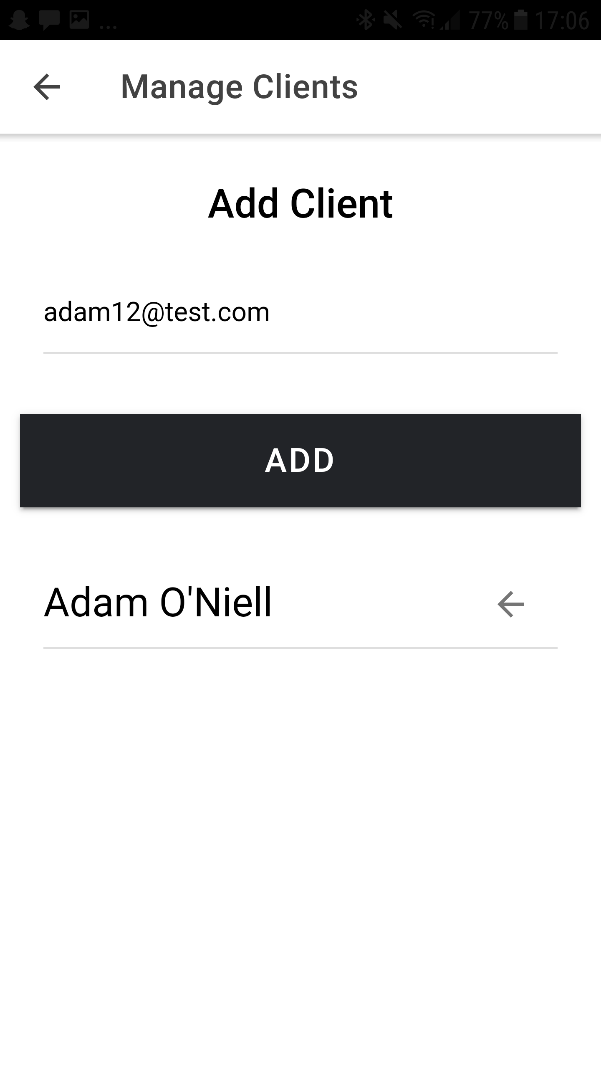 ... 77% 17:06
Manage Clients
Add Client
adam12@test.com
ADD
Adam O'Niell